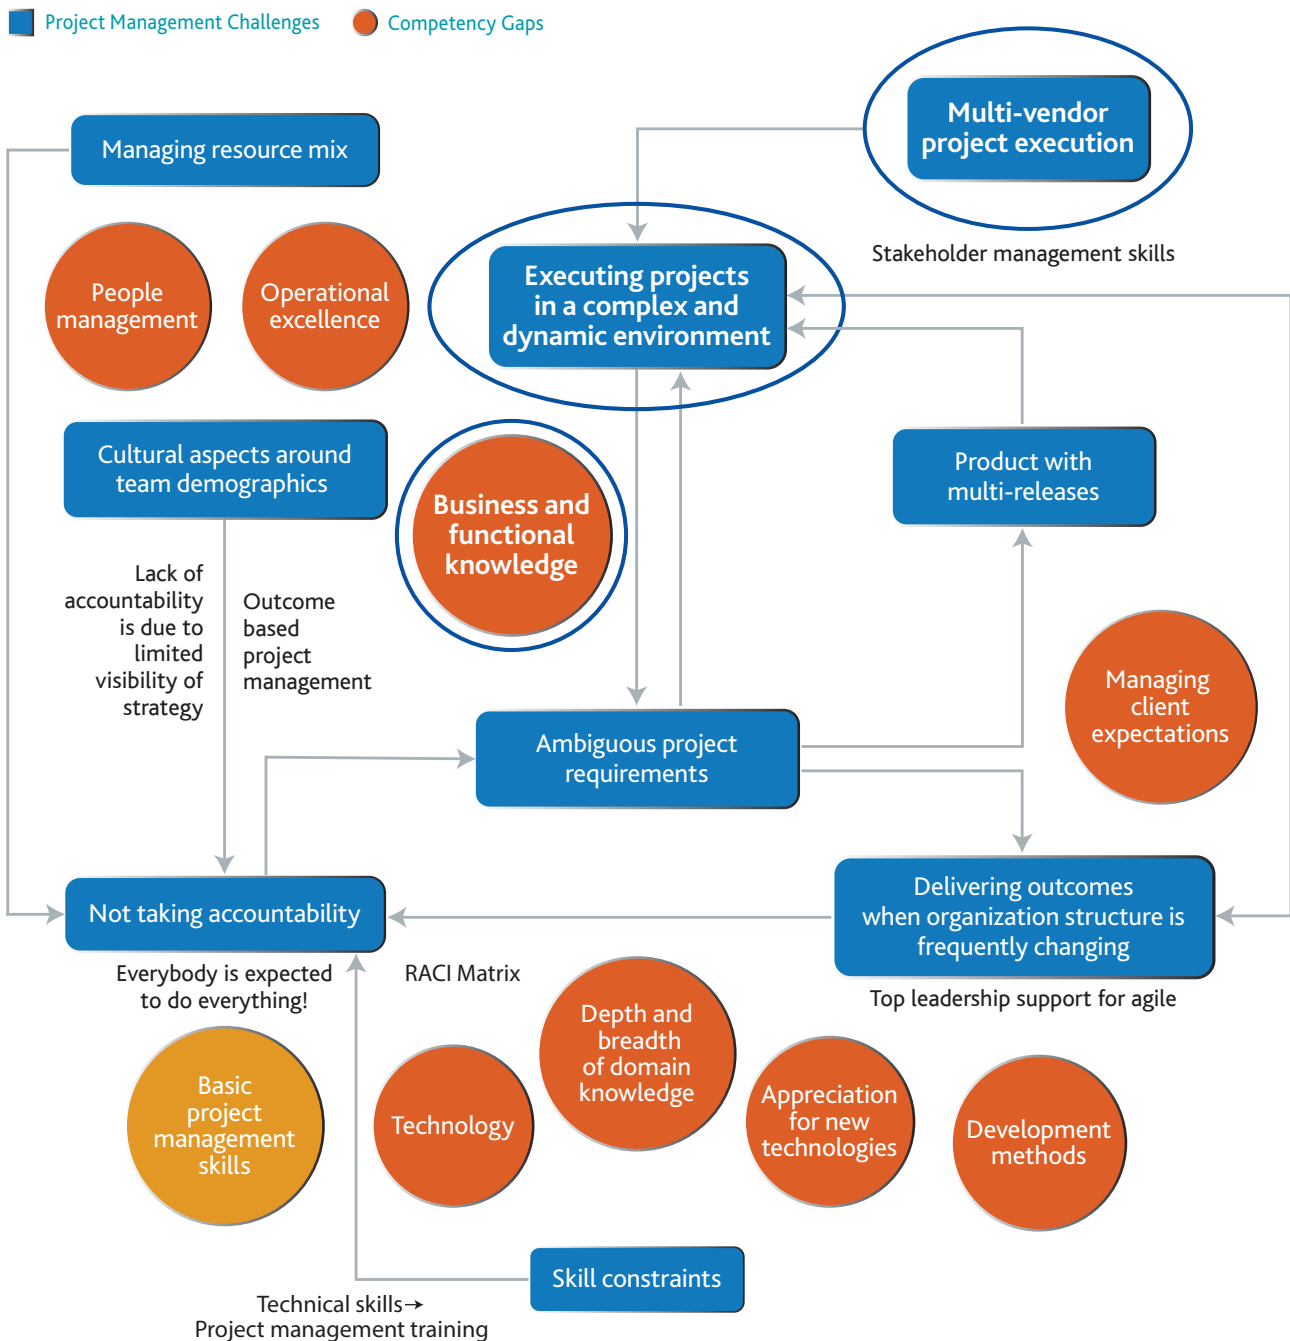 Project Management Challenges
Competency Gaps
Multi-vendor
project execution
Managing resource mix
Stakeholder management skills
People
management
Operational
excellence
Executing projects
in a complex and
dynamic environment
Cultural aspects around
team demographics
Business and
functional
knowledge
Product with
multi-releases
Lack of
accountability
is due to
limited
visibility of
strategy
Outcome
based
project
management
Managing
client
expectations
Ambiguous project
requirements
Not taking accountability
Delivering outcomes
when organization structure is
frequently changing
Everybody is expected
to do everything!
RACI Matrix
Top leadership support for agile
Basic
project
management
skills
Technology
Depth and
breadth
of domain
knowledge
Appreciation
for new
technologies
Development
methods
Skill constraints
Technical skills→
Project management training